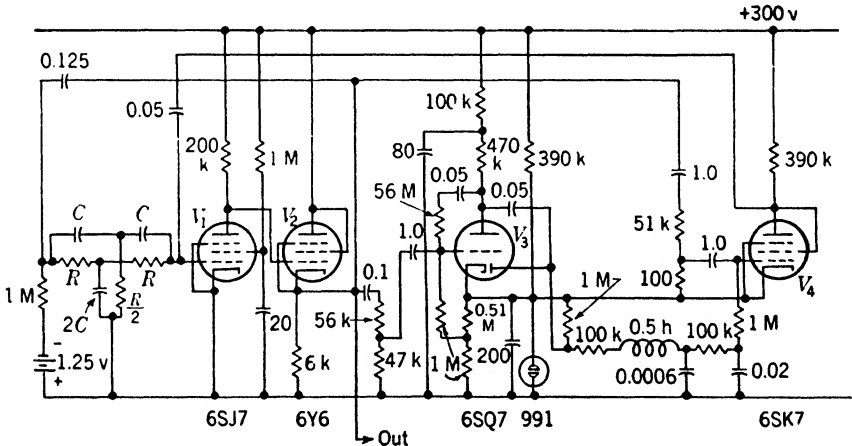 +300 v
0.125
0.05
200
k
1 M
100 k
80
470
k
390 k
390 k
0.05
56 M
0.05
1.0
51 k
1.0
100
C
C
V1
V2
1.0
V3
V4
R
R
0.1
1 M
1 M
2C
R
2
20
56 k
0.51
M
100 k
0.5 h
100 k
1 M
1.25 v
-
+
6 k
47 k
1 M
200
0.0006
0.02
6SJ7
6Y6
6SQ7
991
6SK7
Out